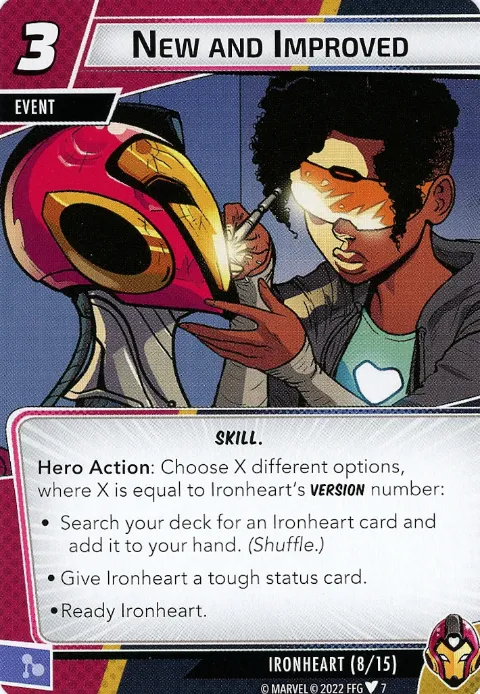 3
NEW AND IMPROVED
EVENT
SKILL.
Hero Action: Choose X different options,
where X is equal to Ironheart's VERSION number:
• Search your deck for an Ironheart card and
add it to your hand. (Shuffle.)
• Give Ironheart a tough status card.
• Ready Ironheart.
IRONHEART (8/15)
© MARVEL © 2022 FFG 7